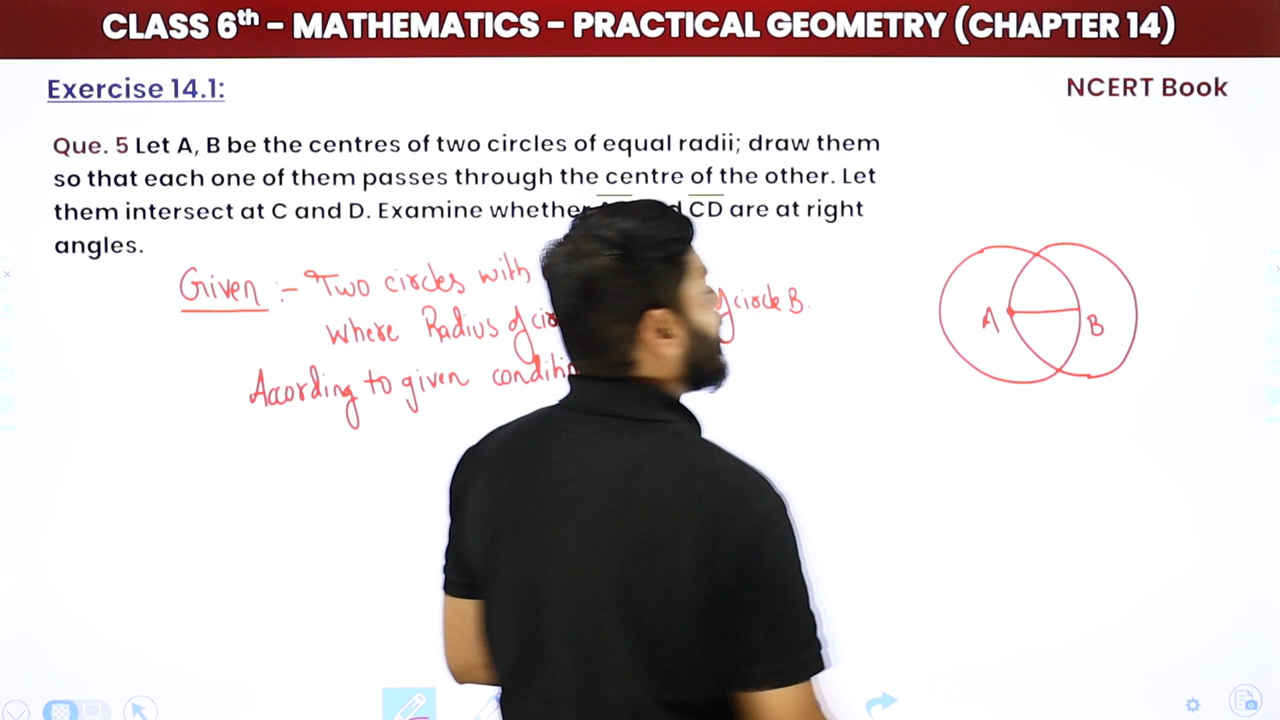 CLASS 6th - MATHEMATICS - PRACTICAL GEOMETRY (CHAPTER 14)
Exercise 14.1:
NCERT Book
Que. 5 Let A, B be the centres of two circles of equal radii; draw them
so that each one of them passes through the centre of the other. Let
them intersect at C and D. Examine whether CD are at right
angles.
Given :- Two circles with
Where Radius of of circle B.
Acording to given
A B